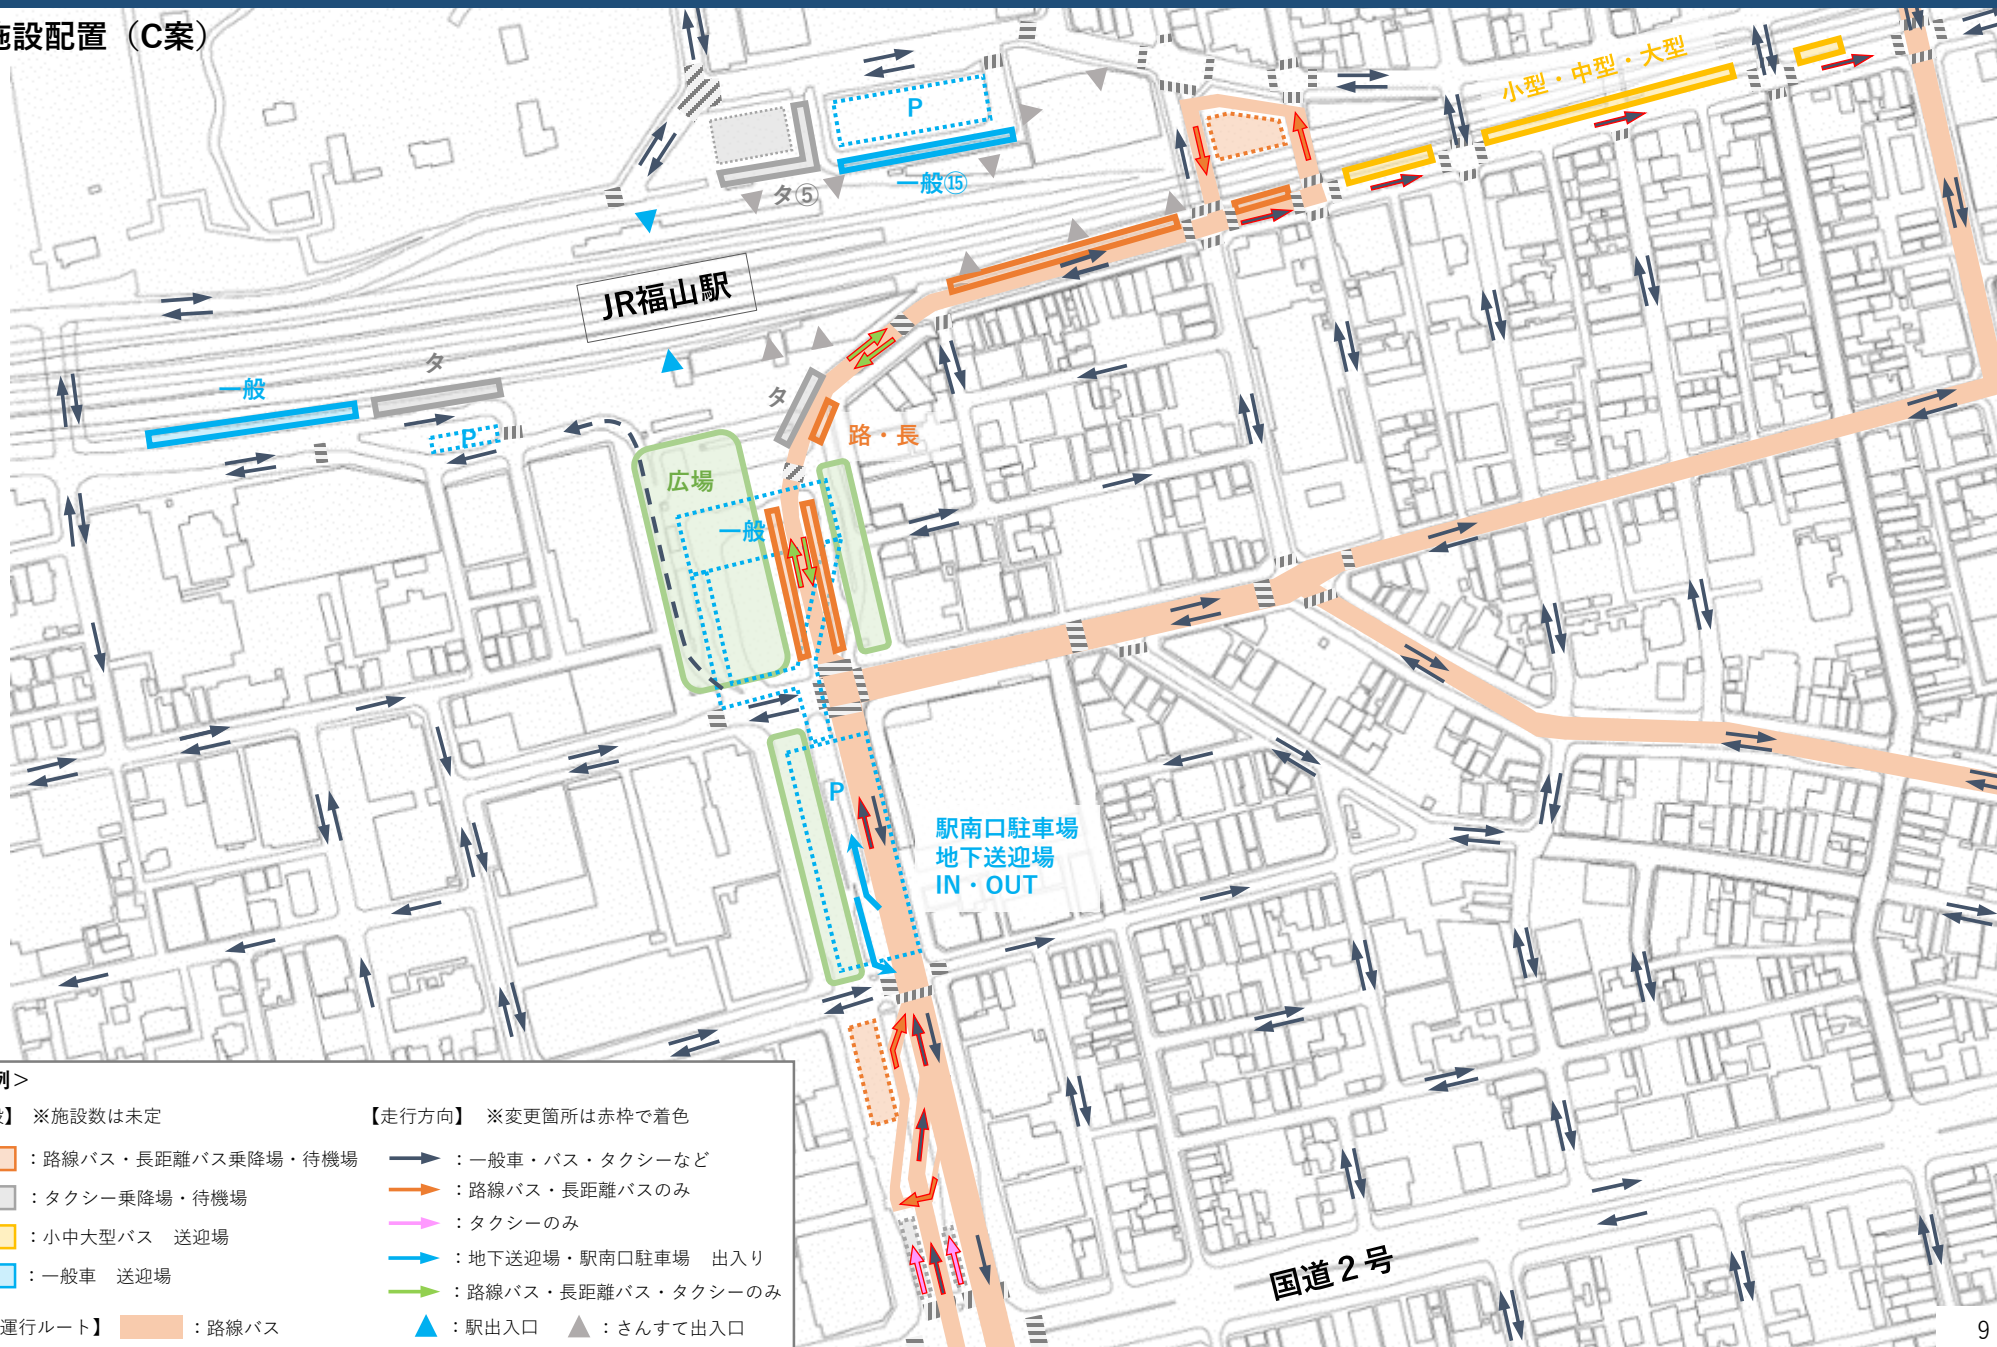 施設配置（C案）
小型・中型・大型
P
一般⑮
タ⑤
JR福山駅
タ
一般
P
タ
路・長
広場
一般
P
駅南口駐車場
地下送迎場
IN・OUT
国道２号
例＞
】 ※施設数は未定
：路線バス・長距離バス乗降場・待機場
：タクシー乗降場・待機場
：小中大型バス　送迎場
：一般車　送迎場
運行ルート】 ：路線バス
【走行方向】 ※変更箇所は赤枠で着色
：一般車・バス・タクシーなど
：路線バス・長距離バスのみ
：タクシーのみ
：地下送迎場・駅南口駐車場　出入り
：路線バス・長距離バス・タクシーのみ
：駅出入口 ：さんすて出入口
9